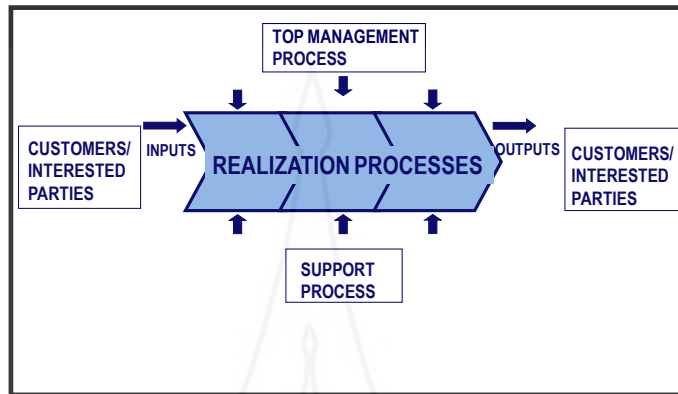 TOP MANAGEMENT
PROCESS
CUSTOMERS/
INTERESTED
PARTIES
INPUTS
REALIZATION PROCESSES
OUTPUTS
CUSTOMERS/
INTERESTED
PARTIES
SUPPORT
PROCESS